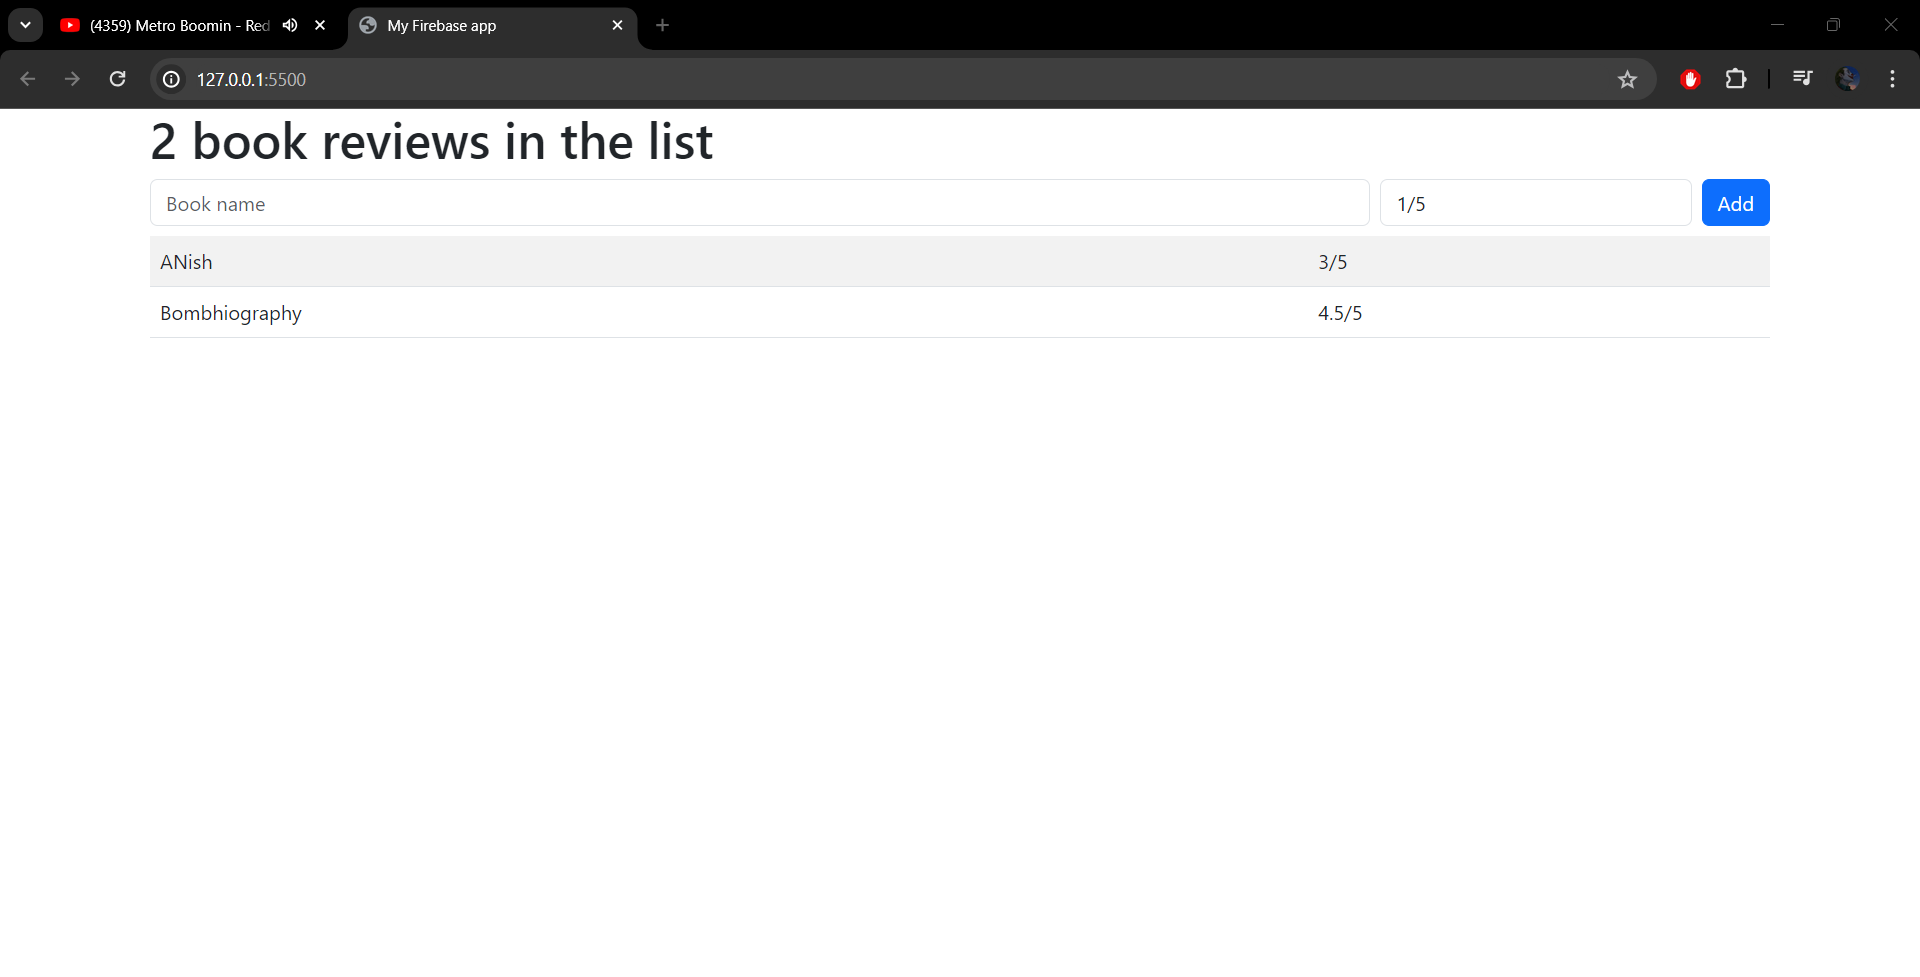 (4359) Metro Boomin - Red
My Firebase app
127.0.0.1:5500
2 book reviews in the list
Book name
1/5
Add
ANish
3/5
Bombhiography
4.5/5